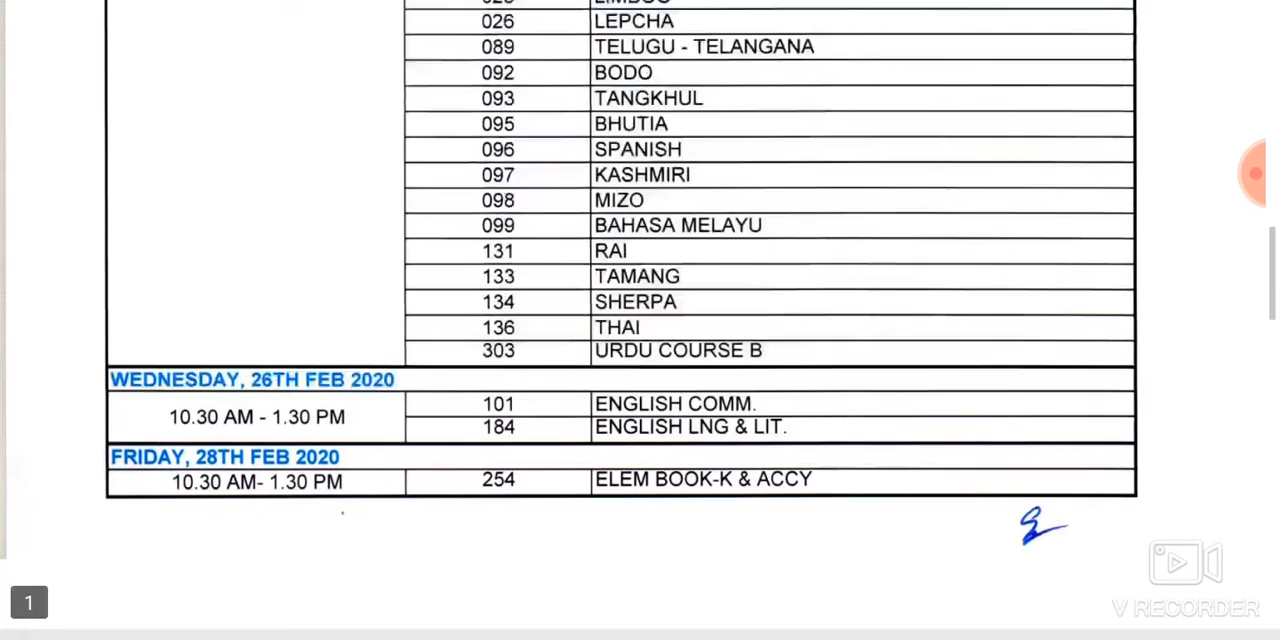 026 LEPCHA
089 TELUGU - TELANGANA
092 BODO
093 TANGKHUL
095 BHUTIA
096 SPANISH
097 KASHMIRI
098 MIZO
099 BAHASA MELAYU
131 RAI
133 TAMANG
134 SHERPA
136 THAI
303 URDU COURSE B
WEDNESDAY, 26TH FEB 2020
10.30 AM - 1.30 PM
101 ENGLISH COMM.
184 ENGLISH LNG & LIT.
FRIDAY, 28TH FEB 2020
10.30 AM- 1.30 PM 254 ELEM BOOK-K & ACCY
1
V RECORDER